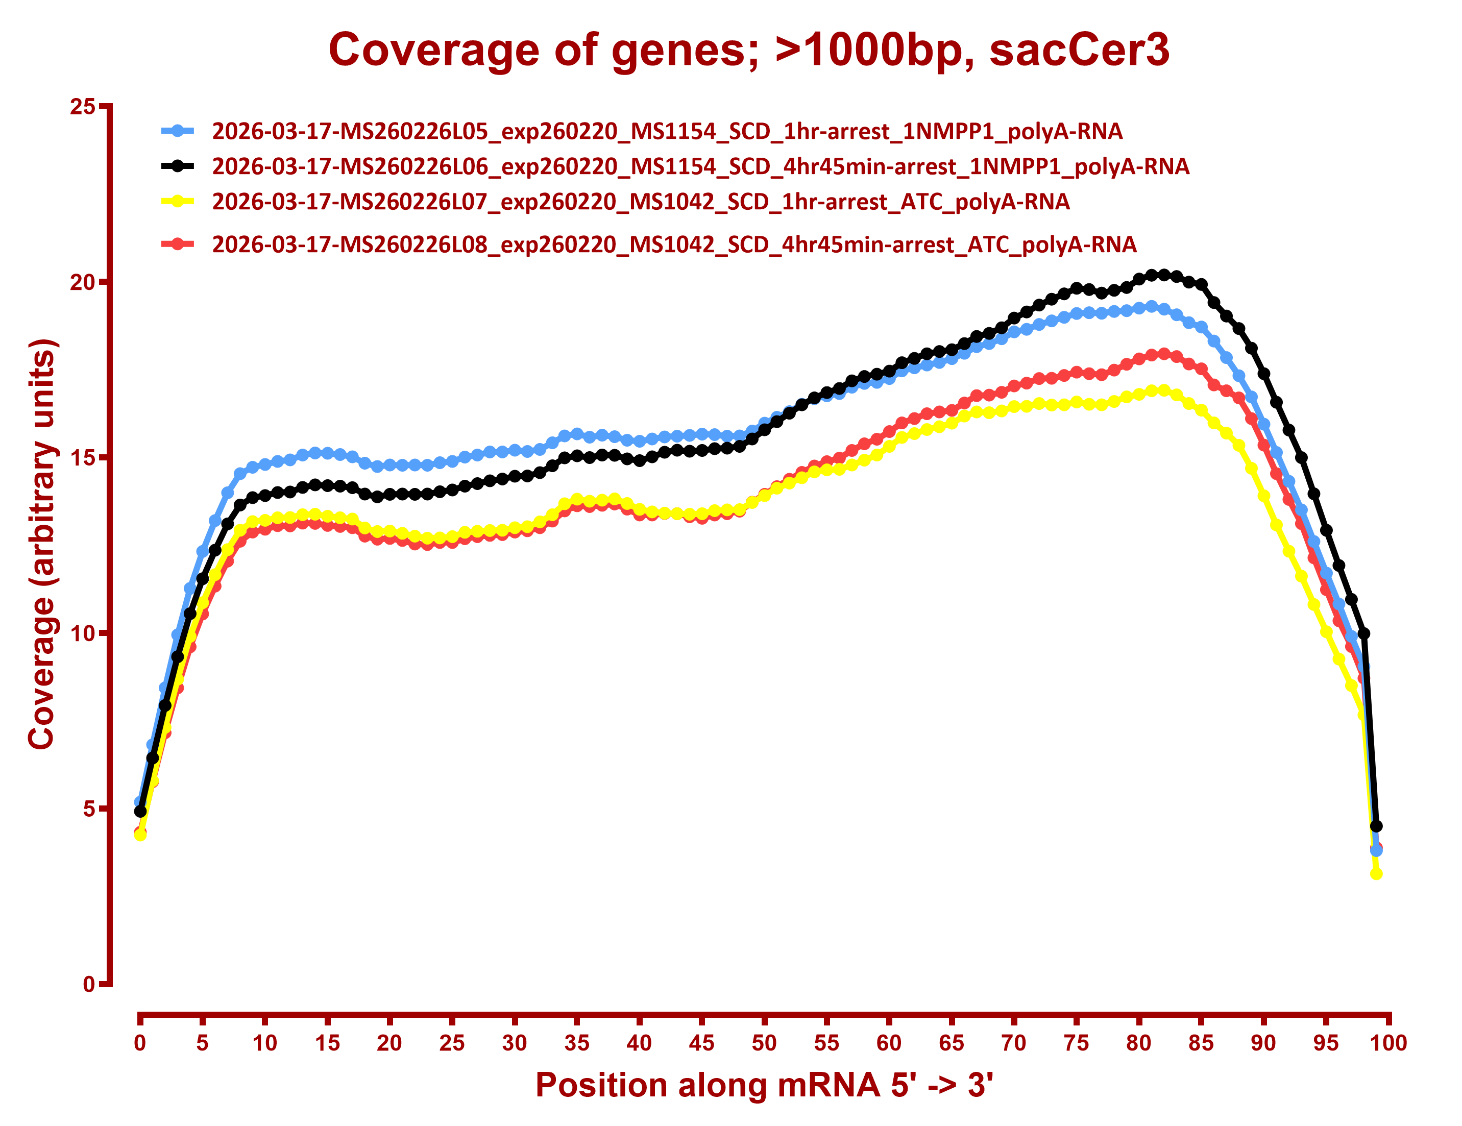 Coverage of genes; >1000bp, sacCer3
25
20
15
10
5
0
Coverage (arbitrary units)
2026-03-17-MS260226L05_exp260220_MS1154_SCD_1hr-arrest_1NMPP1_polyA-RNA
2026-03-17-MS260226L06_exp260220_MS1154_SCD_4hr45min-arrest_1NMPP1_polyA-RNA
2026-03-17-MS260226L07_exp260220_MS1042_SCD_1hr-arrest_ATC_polyA-RNA
2026-03-17-MS260226L08_exp260220_MS1042_SCD_4hr45min-arrest_ATC_polyA-RNA
0 5 10 15 20 25 30 35 40 45 50 55 60 65 70 75 80 85 90 95 100
Position along mRNA 5' -> 3'